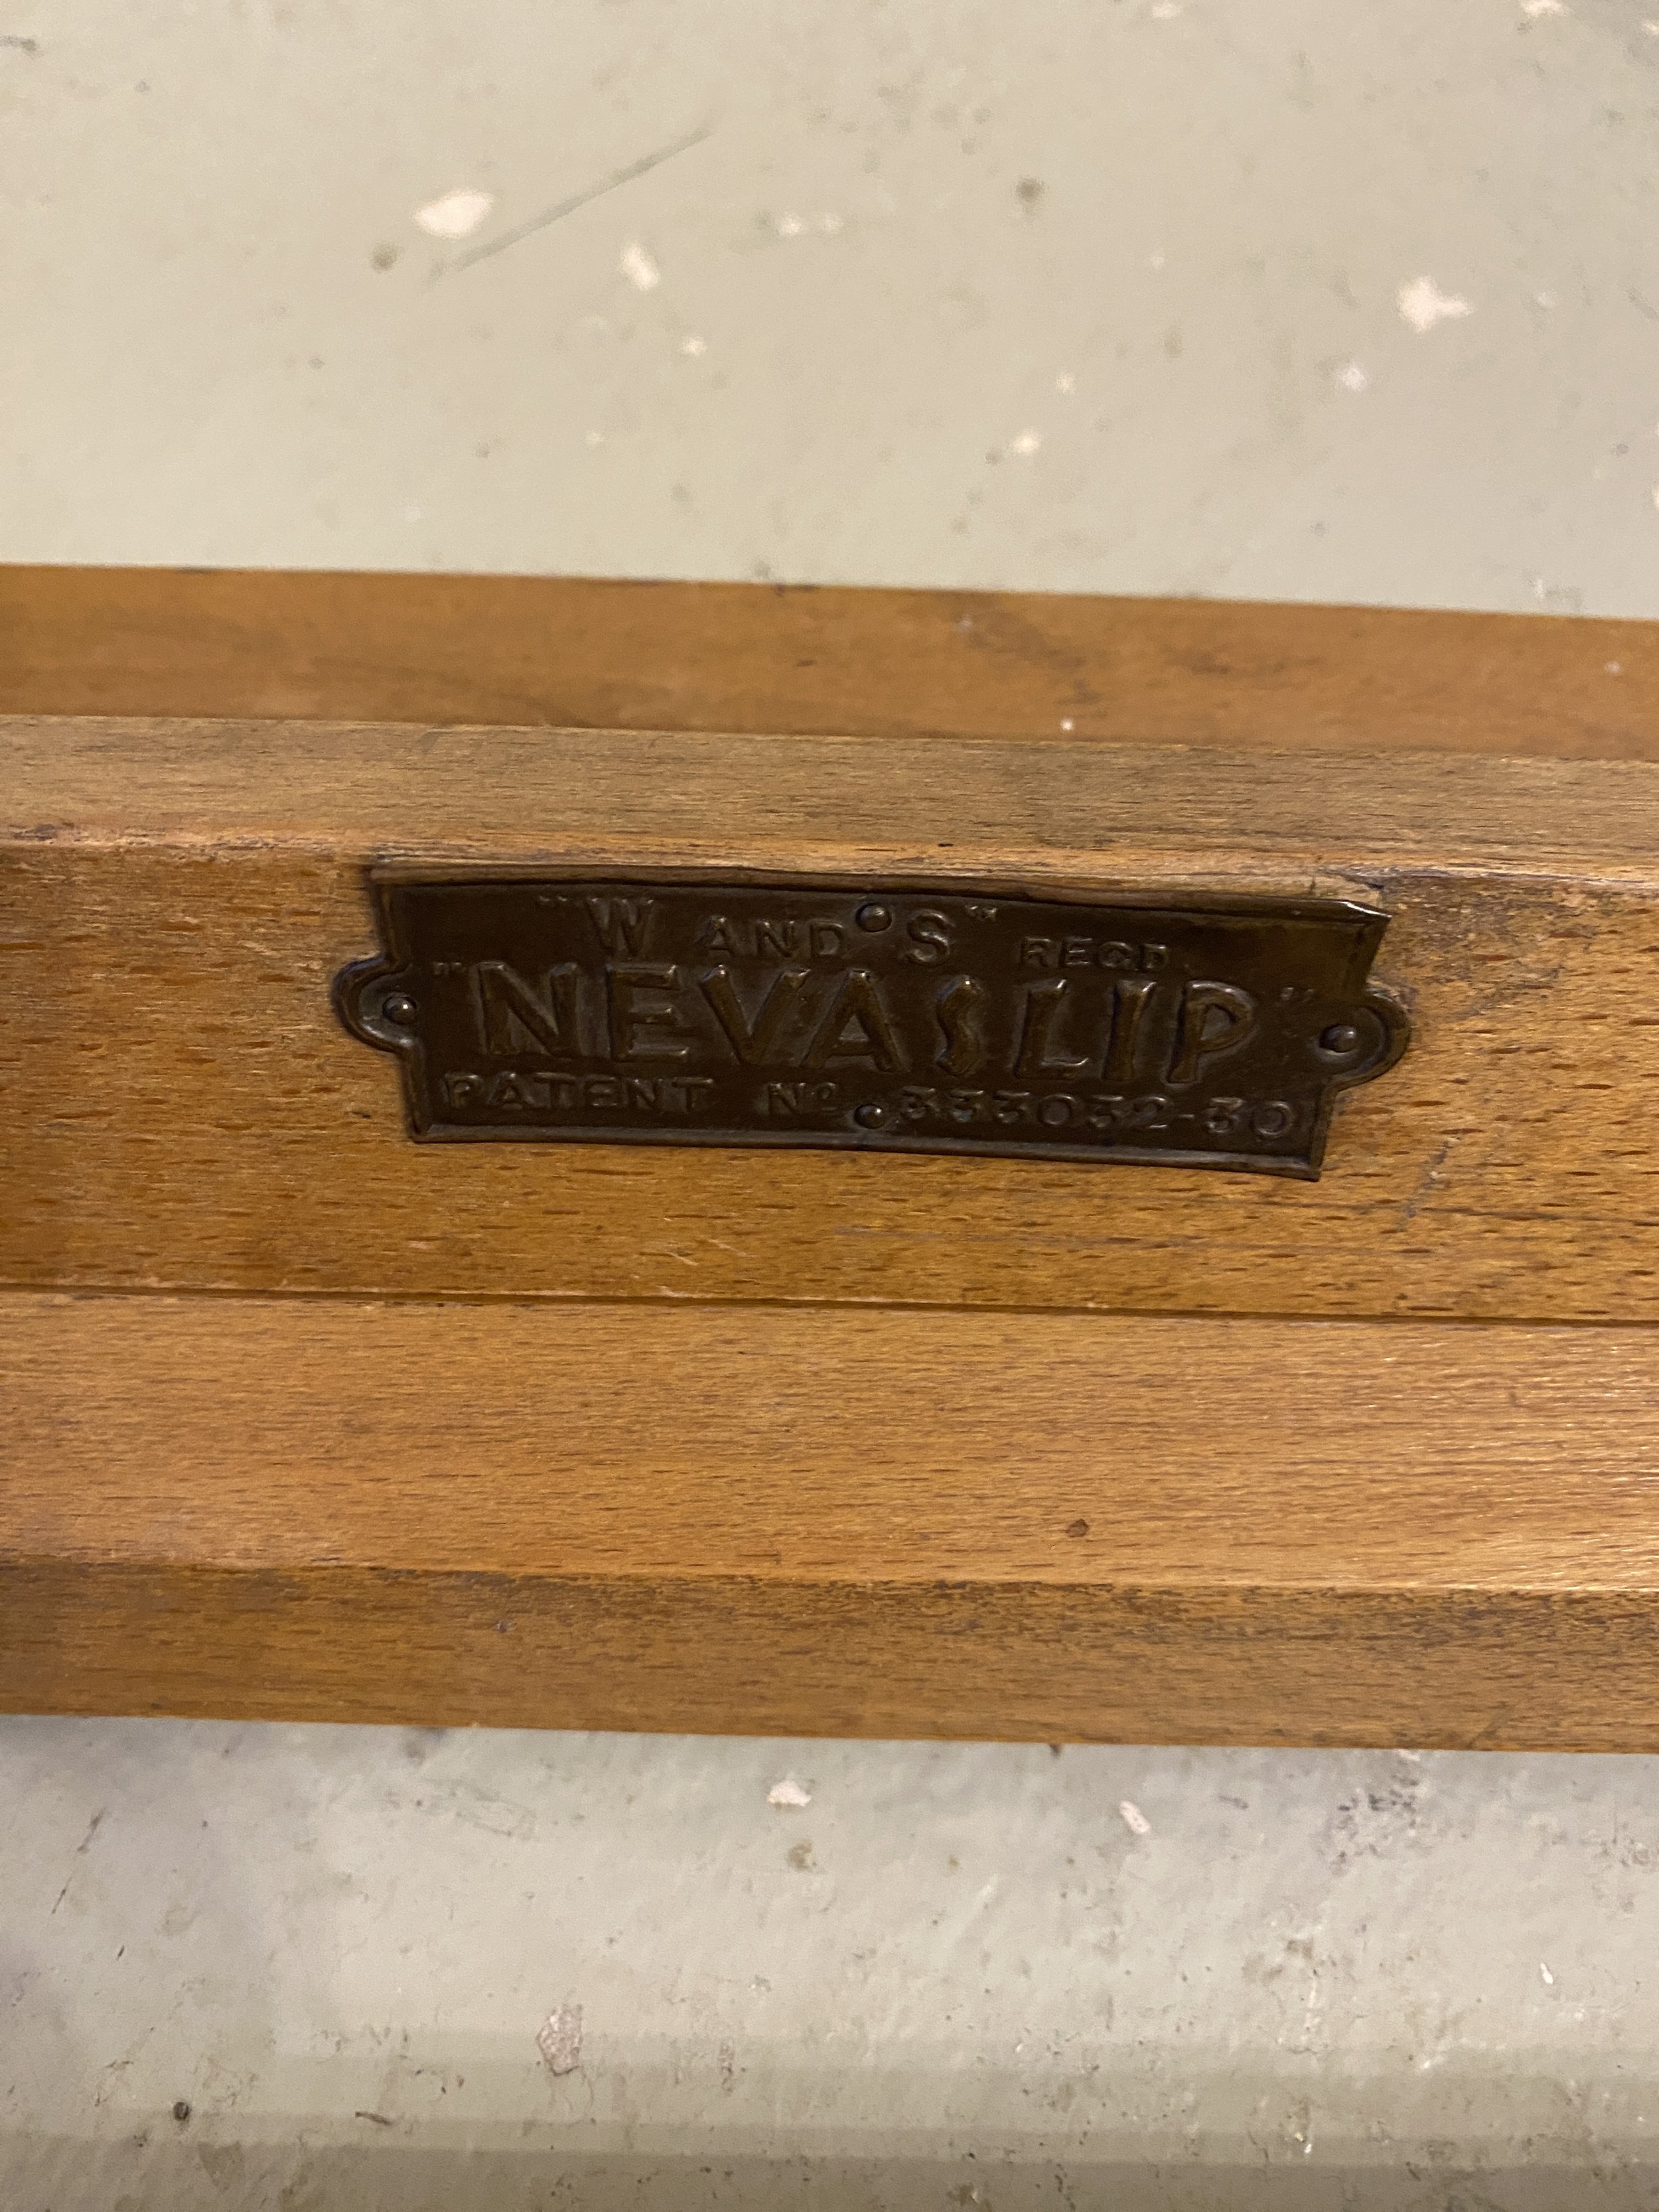 "W AND S" REGD.
"NEVASLIP"
PATENT No. 333032-30